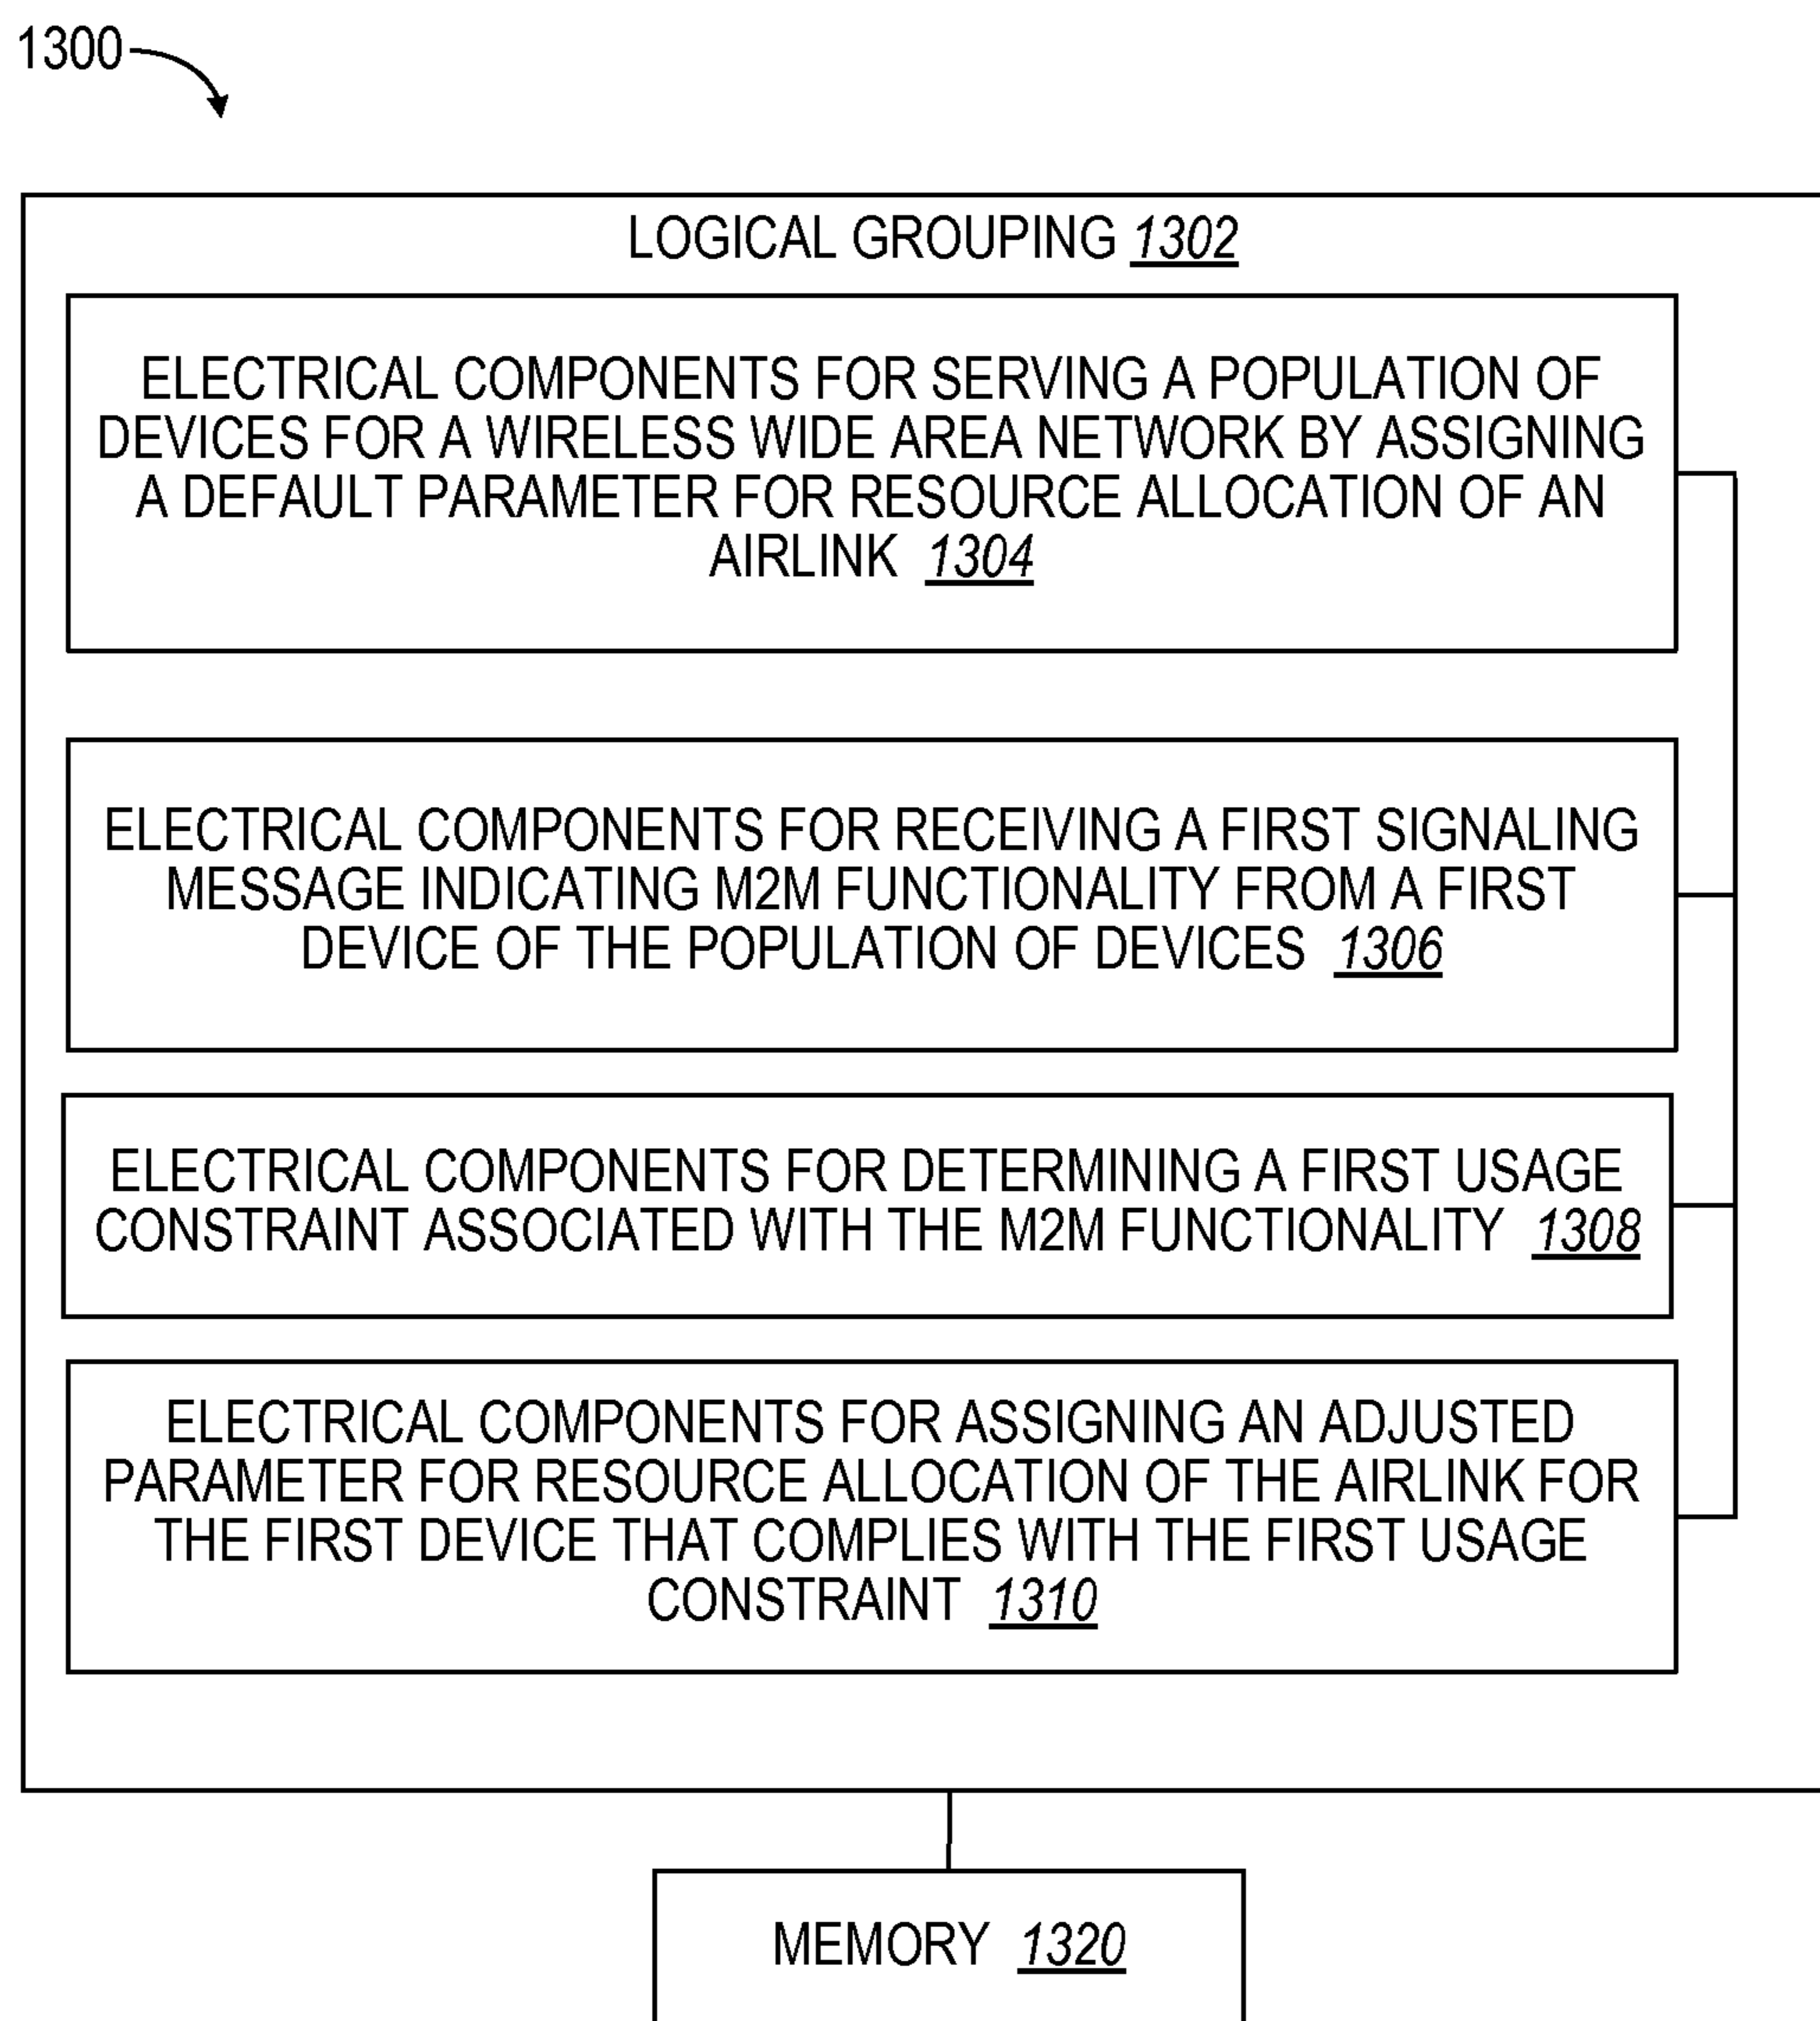 1300
LOGICAL GROUPING 1302
ELECTRICAL COMPONENTS FOR SERVING A POPULATION OF
DEVICES FOR A WIRELESS WIDE AREA NETWORK BY ASSIGNING
A DEFAULT PARAMETER FOR RESOURCE ALLOCATION OF AN
AIRLINK 1304
ELECTRICAL COMPONENTS FOR RECEIVING A FIRST SIGNALING
MESSAGE INDICATING M2M FUNCTIONALITY FROM A FIRST
DEVICE OF THE POPULATION OF DEVICES 1306
ELECTRICAL COMPONENTS FOR DETERMINING A FIRST USAGE
CONSTRAINT ASSOCIATED WITH THE M2M FUNCTIONALITY 1308
ELECTRICAL COMPONENTS FOR ASSIGNING AN ADJUSTED
PARAMETER FOR RESOURCE ALLOCATION OF THE AIRLINK FOR
THE FIRST DEVICE THAT COMPLIES WITH THE FIRST USAGE
CONSTRAINT 1310
MEMORY 1320